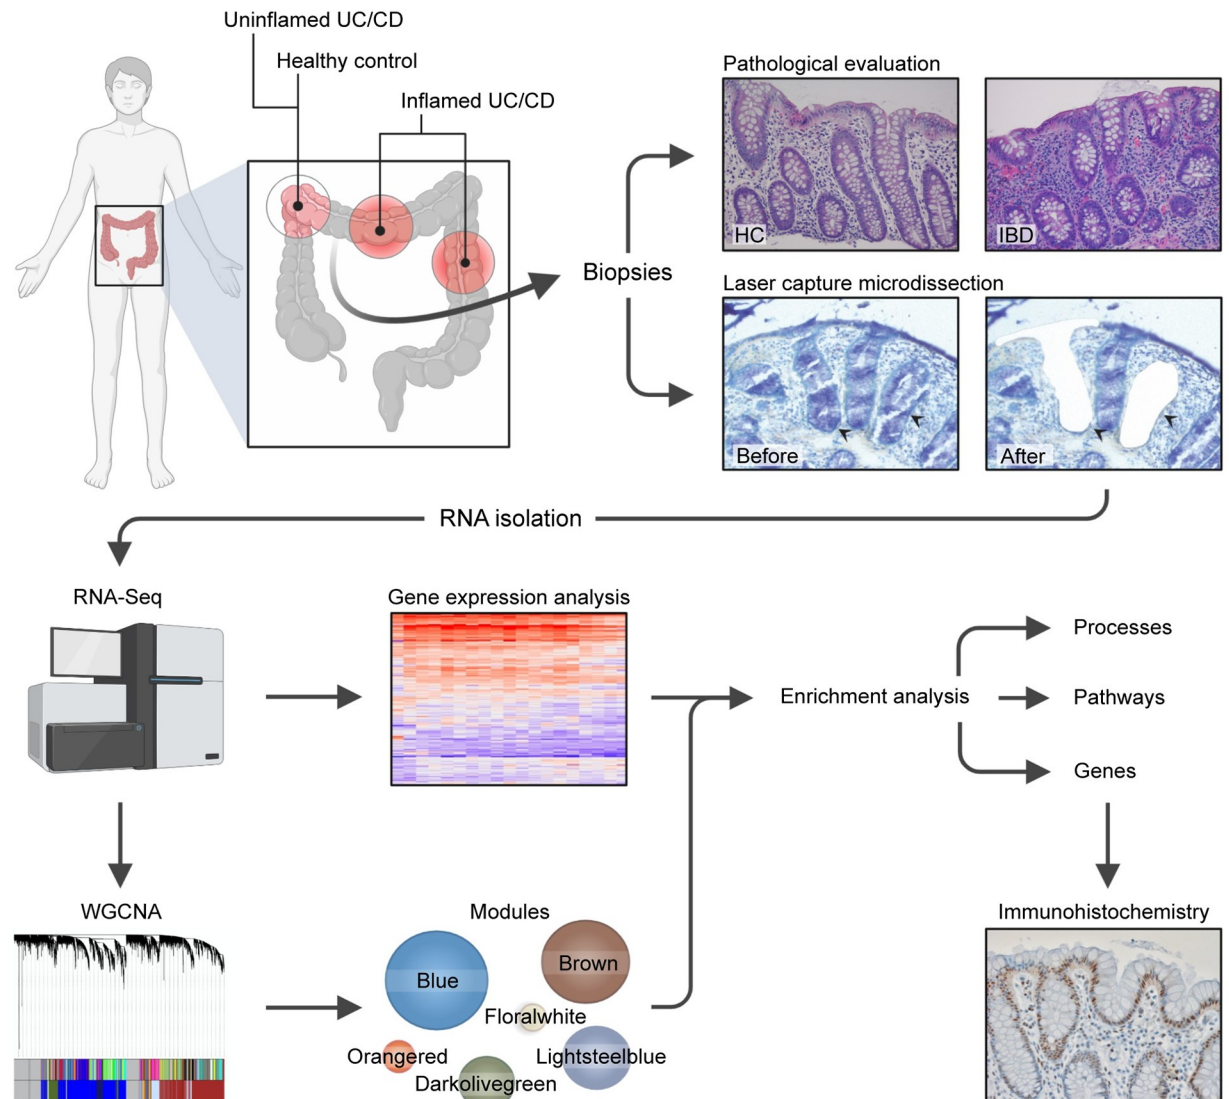 Uninflamed UC/CD
Healthy control
Inflamed UC/CD
Pathological evaluation
HC
IBD
Biopsies
Laser capture microdissection
Before
After
RNA isolation
RNA-Seq
Gene expression analysis
Enrichment analysis
Processes
Pathways
Genes
WGCNA
Modules
Blue
Brown
Floralwhite
Orangered
Lightsteelblue
Darkolivegreen
Immunohistochemistry